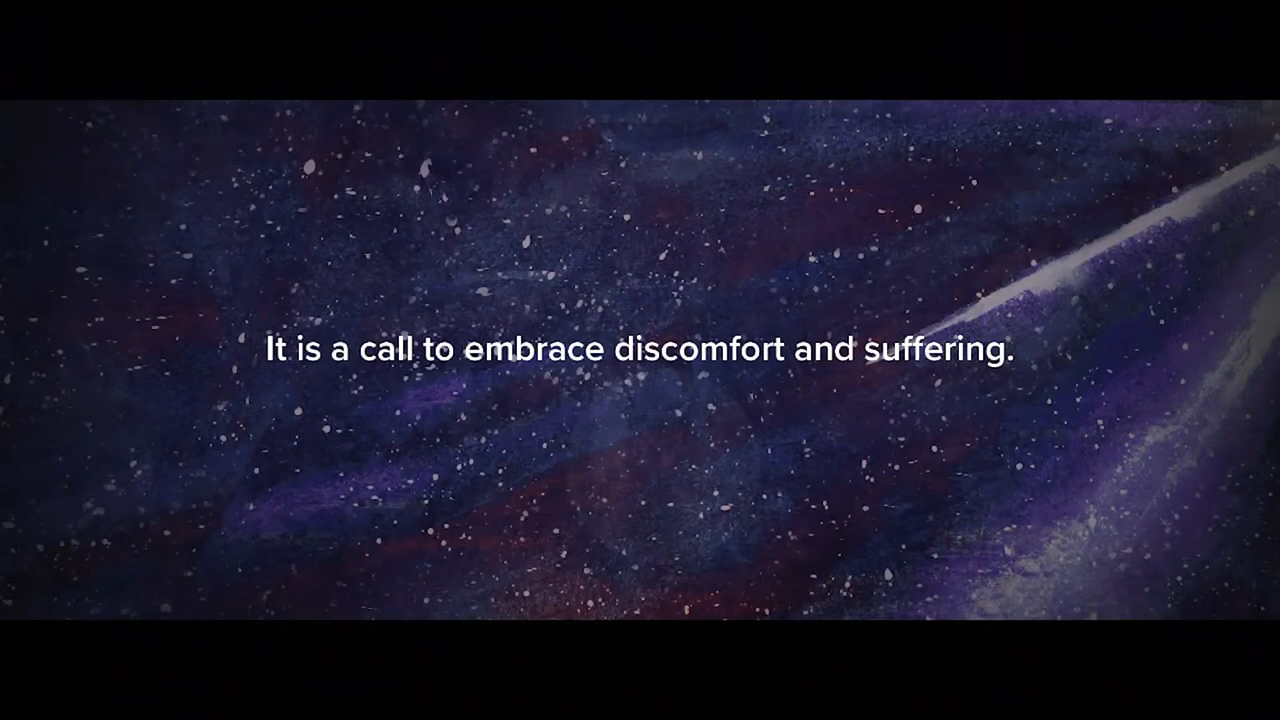 It is a call to embrace discomfort and suffering.